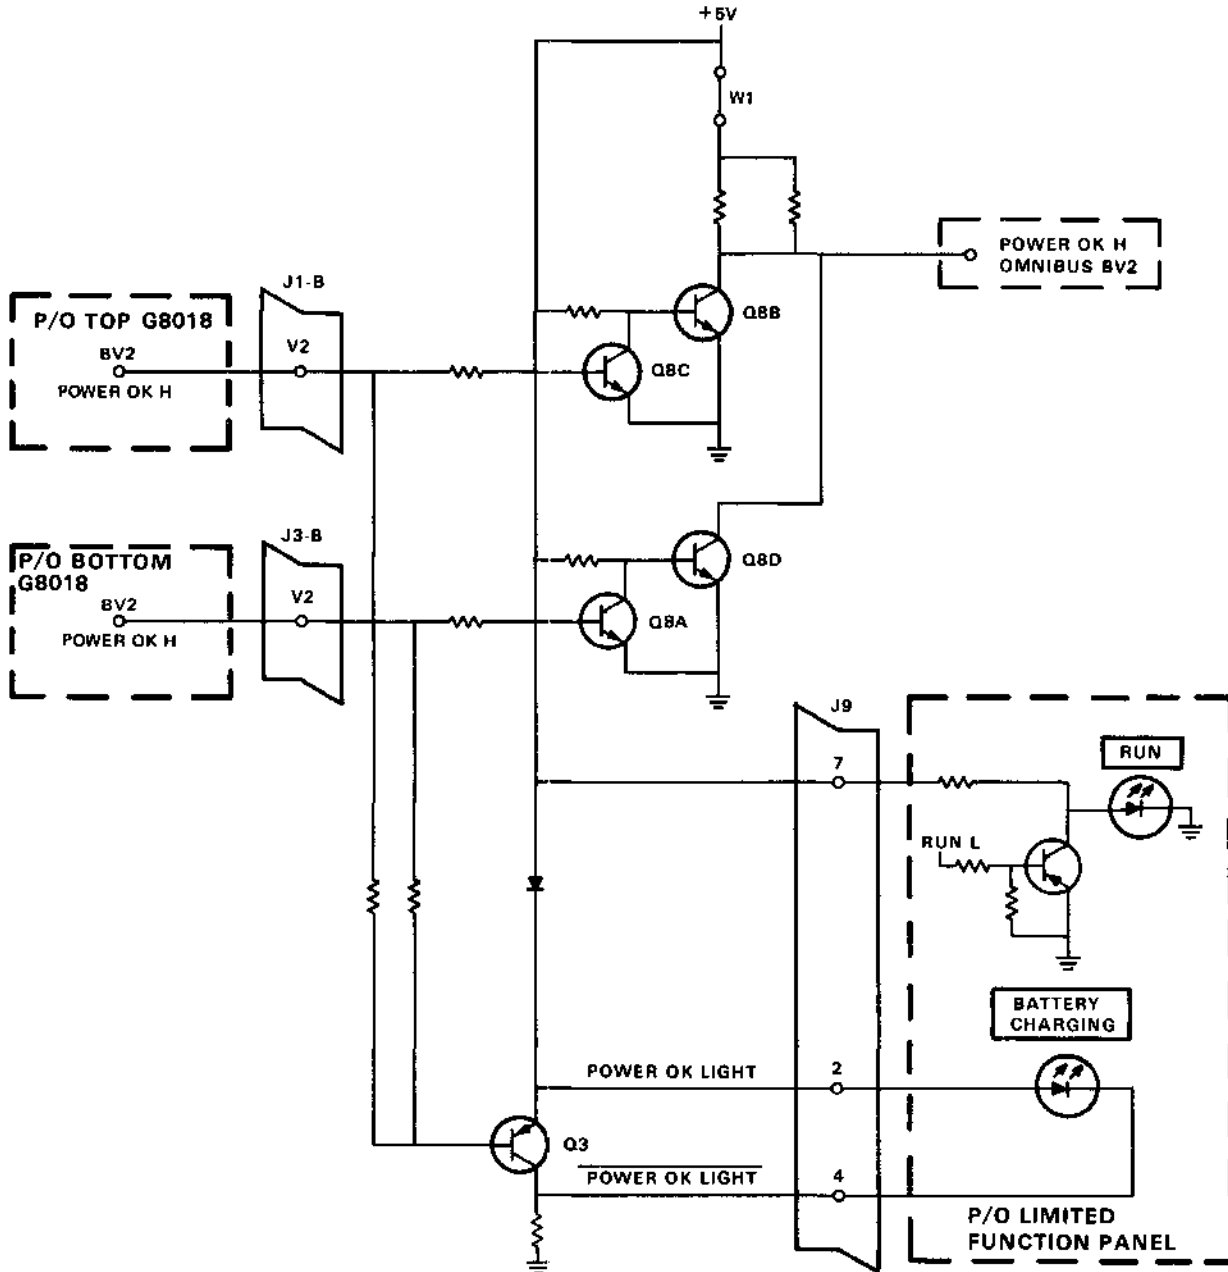 +5V
W1
POWER OK H
OMNIBUS BV2
J1-B
P/O TOP G8018
BV2
V2
POWER OK H
Q8B
Q8C
J3-B
P/O BOTTOM
G8018
BV2
V2
POWER OK H
Q8D
Q8A
J9
7
RUN
RUN L
BATTERY
CHARGING
POWER OK LIGHT
2
Q3
POWER OK LIGHT
4
P/O LIMITED
FUNCTION PANEL